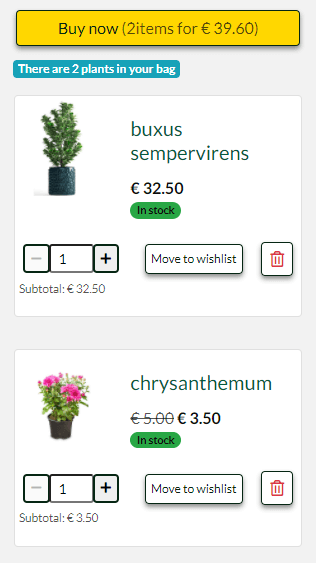 Buy now (2items for € 39.60)
There are 2 plants in your bag
buxus
sempervirens
€ 32.50
In stock
− 1 + Move to wishlist
Subtotal: € 32.50
chrysanthemum
€ 5.00 € 3.50
In stock
− 1 + Move to wishlist
Subtotal: € 3.50